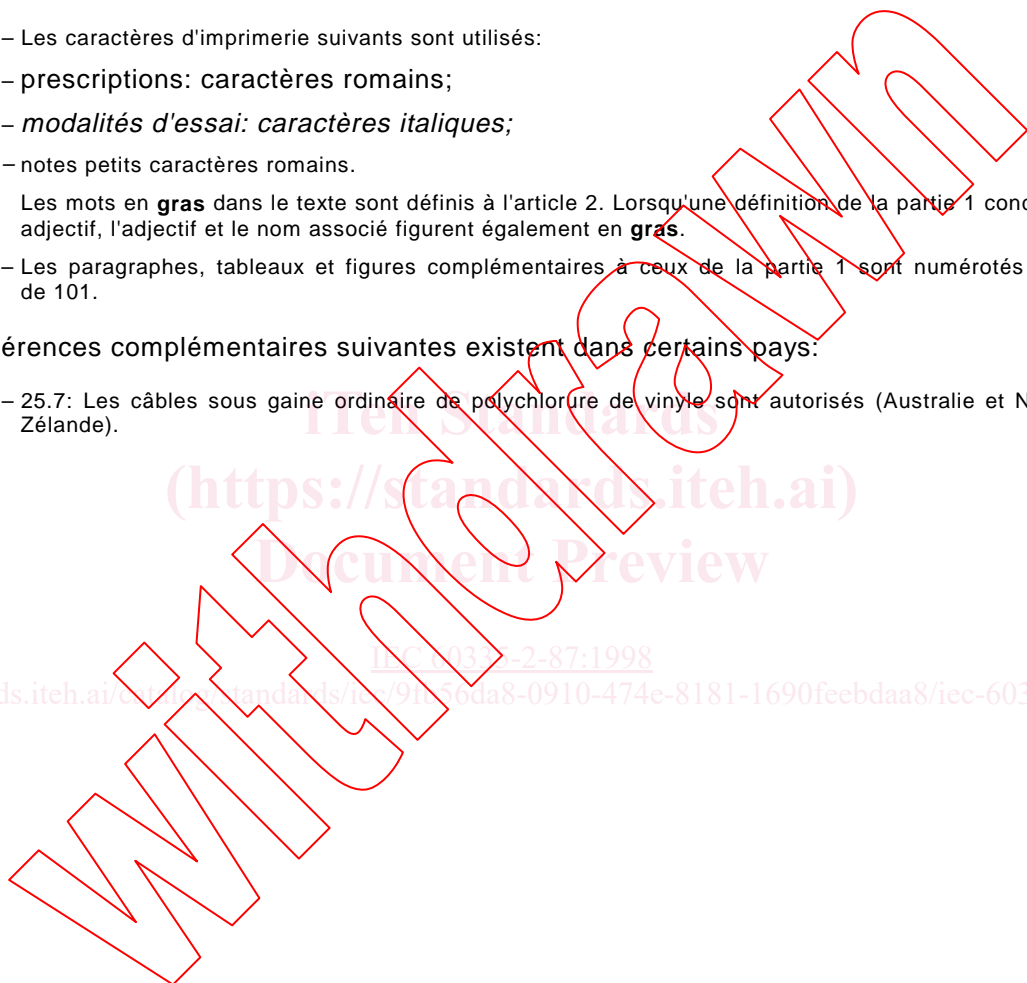 – Les caractères d'imprimerie suivants sont utilisés:
– prescriptions: caractères romains;
– modalités d'essai: caractères italiques;
– notes petits caractères romains.
Les mots en gras dans le texte sont définis à l'article 2. Lorsqu'une définition de la partie 1 conc
adjectif, l'adjectif et le nom associé figurent également en gras.
– Les paragraphes, tableaux et figures complémentaires à ceux de la partie 1 sont numérotés
de 101.
érences complémentaires suivantes existent dans certains pays:
– 25.7: Les câbles sous gaine ordinaire de polychlorure de vinyle sont autorisés (Australie et N
Zélande).
iTeh Standards
(https://standards.iteh.ai)
Document Preview
IEC 60335-2-87:1998
ds.iteh.ai/catalog/standards/iec/9fb56da8-0910-474e-8181-1690feebdaa8/iec-603
withdrawn